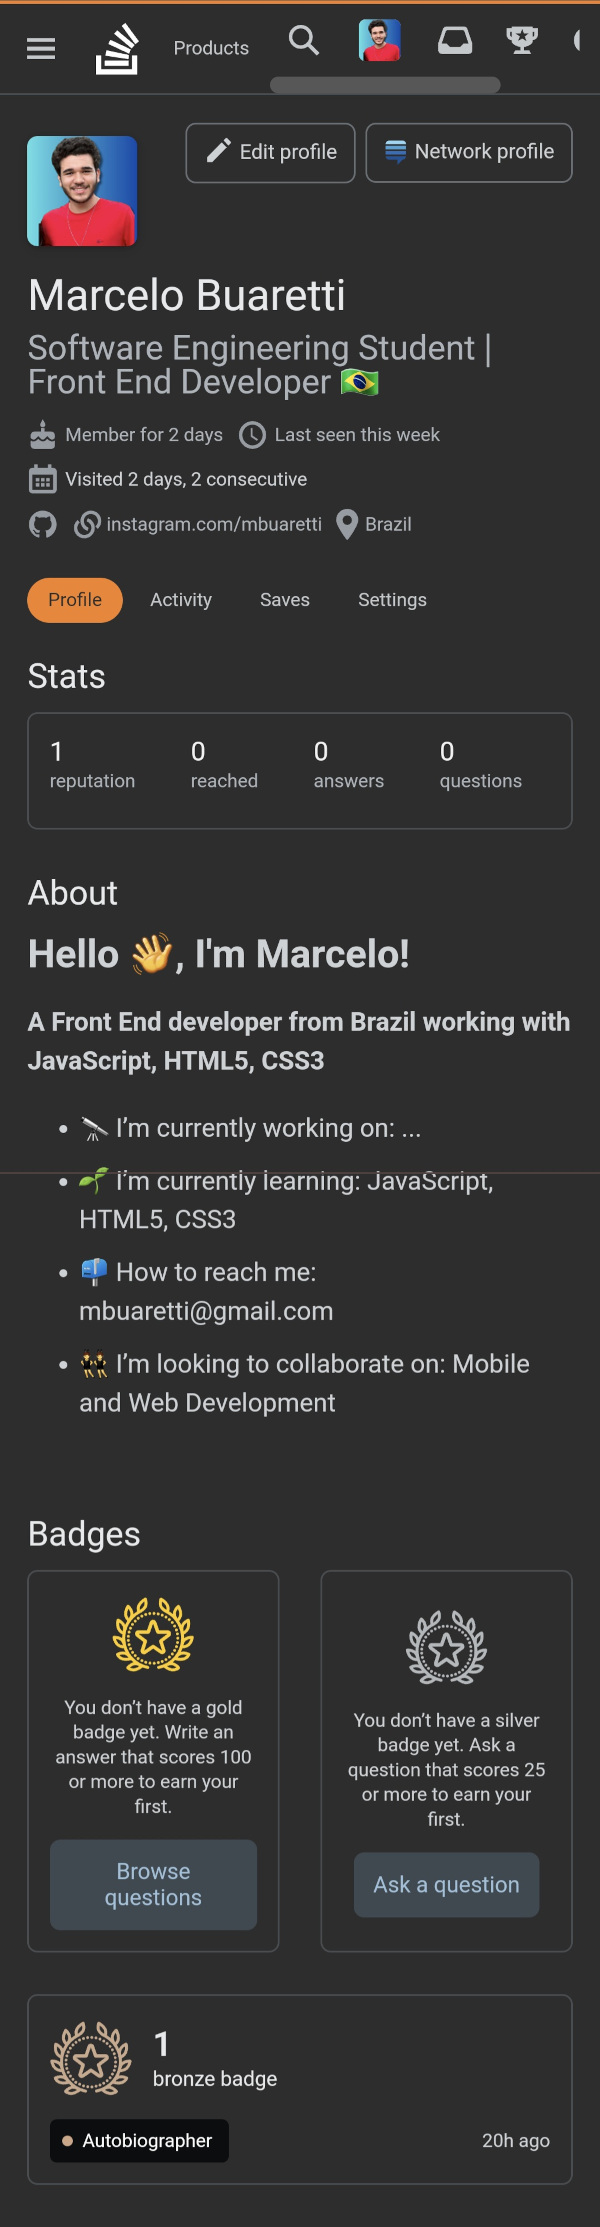 Products
Edit profile
Network profile
Marcelo Buaretti
Software Engineering Student |
Front End Developer 🇧🇷
Member for 2 days Last seen this week
Visited 2 days, 2 consecutive
instagram.com/mbuaretti Brazil
Profile Activity Saves Settings
Stats
1 0 0 0
reputation reached answers questions
About
Hello 👋, I'm Marcelo!
A Front End developer from Brazil working with
JavaScript, HTML5, CSS3
• 🔭 I’m currently working on: ...
• 🌱 I’m currently learning: JavaScript,
HTML5, CSS3
• 📫 How to reach me:
mbuaretti@gmail.com
• 👯 I’m looking to collaborate on: Mobile
and Web Development
Badges
You don’t have a gold
badge yet. Write an
answer that scores 100
or more to earn your
first.
Browse
questions
You don’t have a silver
badge yet. Ask a
question that scores 25
or more to earn your
first.
Ask a question
1
bronze badge
Autobiographer 20h ago